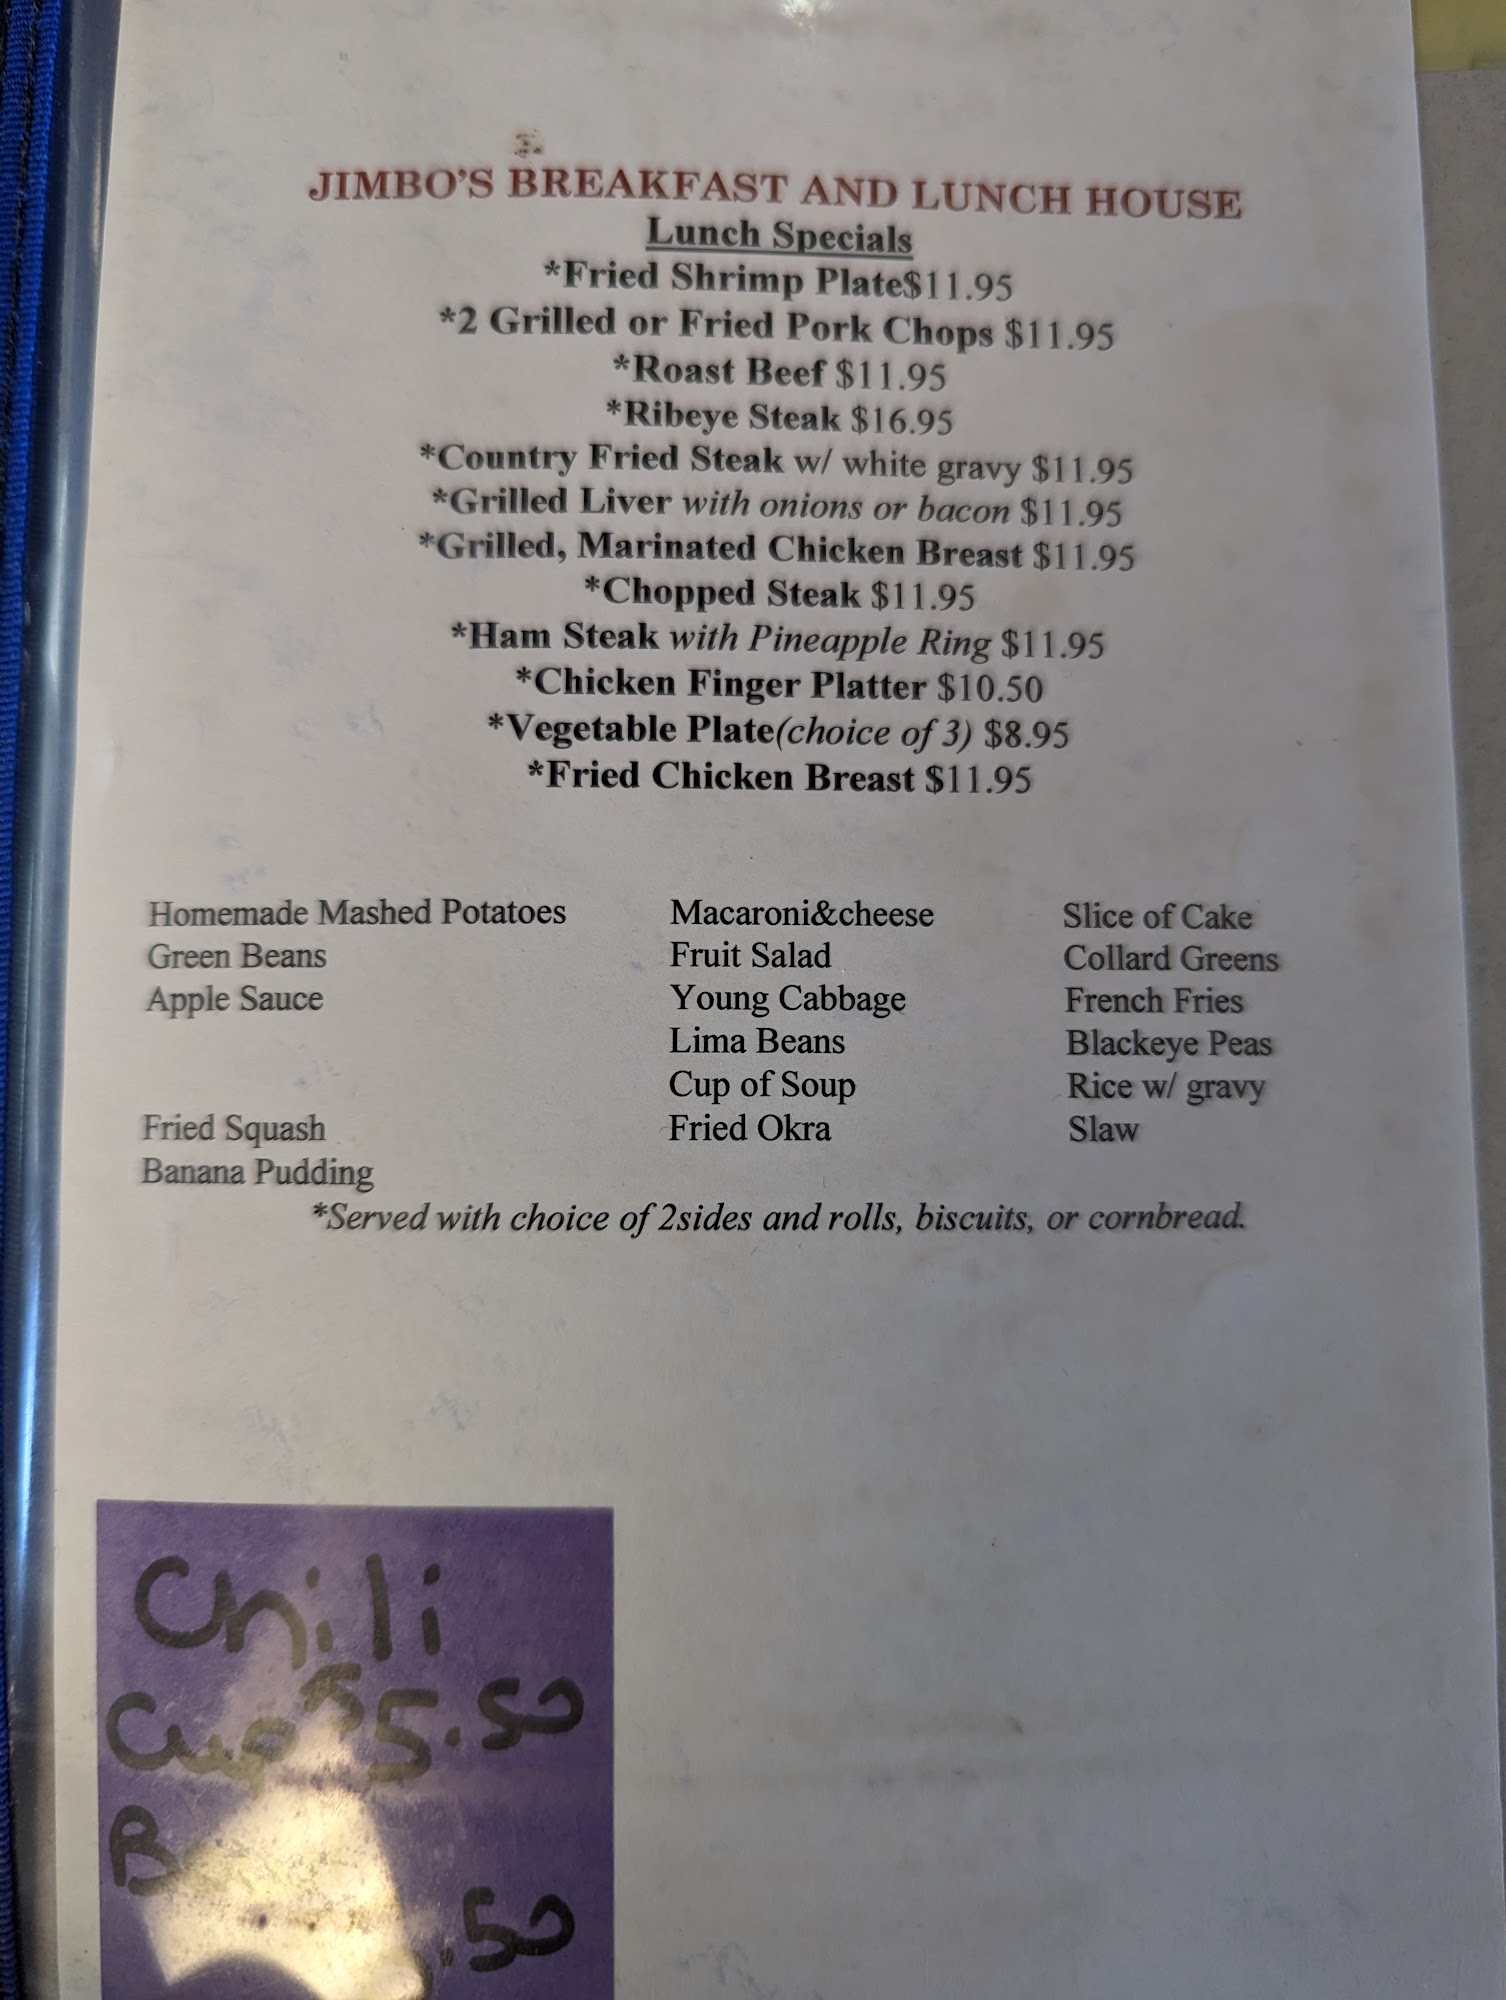 JIMBO'S BREAKFAST AND LUNCH HOUSE
Lunch Specials
*Fried Shrimp Plate$11.95
*2 Grilled or Fried Pork Chops $11.95
*Roast Beef $11.95
*Ribeye Steak $16.95
*Country Fried Steak w/ white gravy $11.95
*Grilled Liver with onions or bacon $11.95
*Grilled, Marinated Chicken Breast $11.95
*Chopped Steak $11.95
*Ham Steak with Pineapple Ring $11.95
*Chicken Finger Platter $10.50
*Vegetable Plate(choice of 3) $8.95
*Fried Chicken Breast $11.95
Homemade Mashed Potatoes Macaroni&cheese Slice of Cake
Green Beans Fruit Salad Collard Greens
Apple Sauce Young Cabbage French Fries
Lima Beans Blackeye Peas
Cup of Soup Rice w/ gravy
Fried Squash Fried Okra Slaw
Banana Pudding
*Served with choice of 2sides and rolls, biscuits, or cornbread.
Chili
Cup $5.50